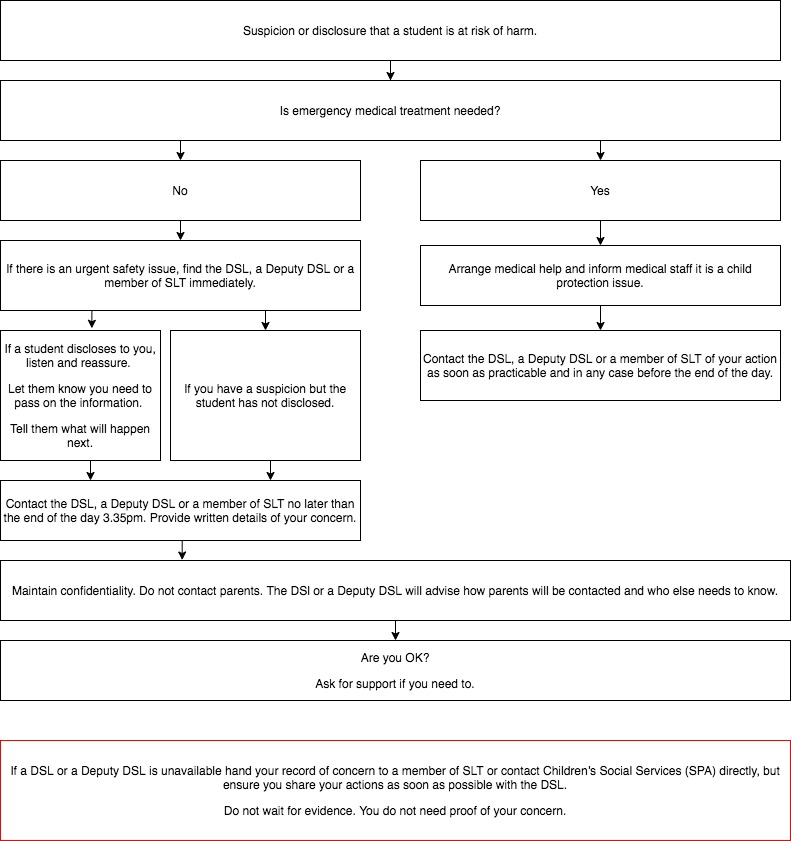 Suspicion or disclosure that a student is at risk of harm.
Is emergency medical treatment needed?
No
Yes
If there is an urgent safety issue, find the DSL, a Deputy DSL or a
member of SLT immediately.
Arrange medical help and inform medical staff it is a child
protection issue.
If a student discloses to you,
listen and reassure.
Let them know you need to
pass on the information.
Tell them what will happen
next.
If you have a suspicion but the
student has not disclosed.
Contact the DSL, a Deputy DSL or a member of SLT of your action
as soon as practicable and in any case before the end of the day.
Contact the DSL, a Deputy DSL or a member of SLT no later than
the end of the day 3.35pm. Provide written details of your concern.
Maintain confidentiality. Do not contact parents. The DSI or a Deputy DSL will advise how parents will be contacted and who else needs to know.
Are you OK?
Ask for support if you need to.
If a DSL or a Deputy DSL is unavailable hand your record of concern to a member of SLT or contact Children's Social Services (SPA) directly, but
ensure you share your actions as soon as possible with the DSL.
Do not wait for evidence. You do not need proof of your concern.